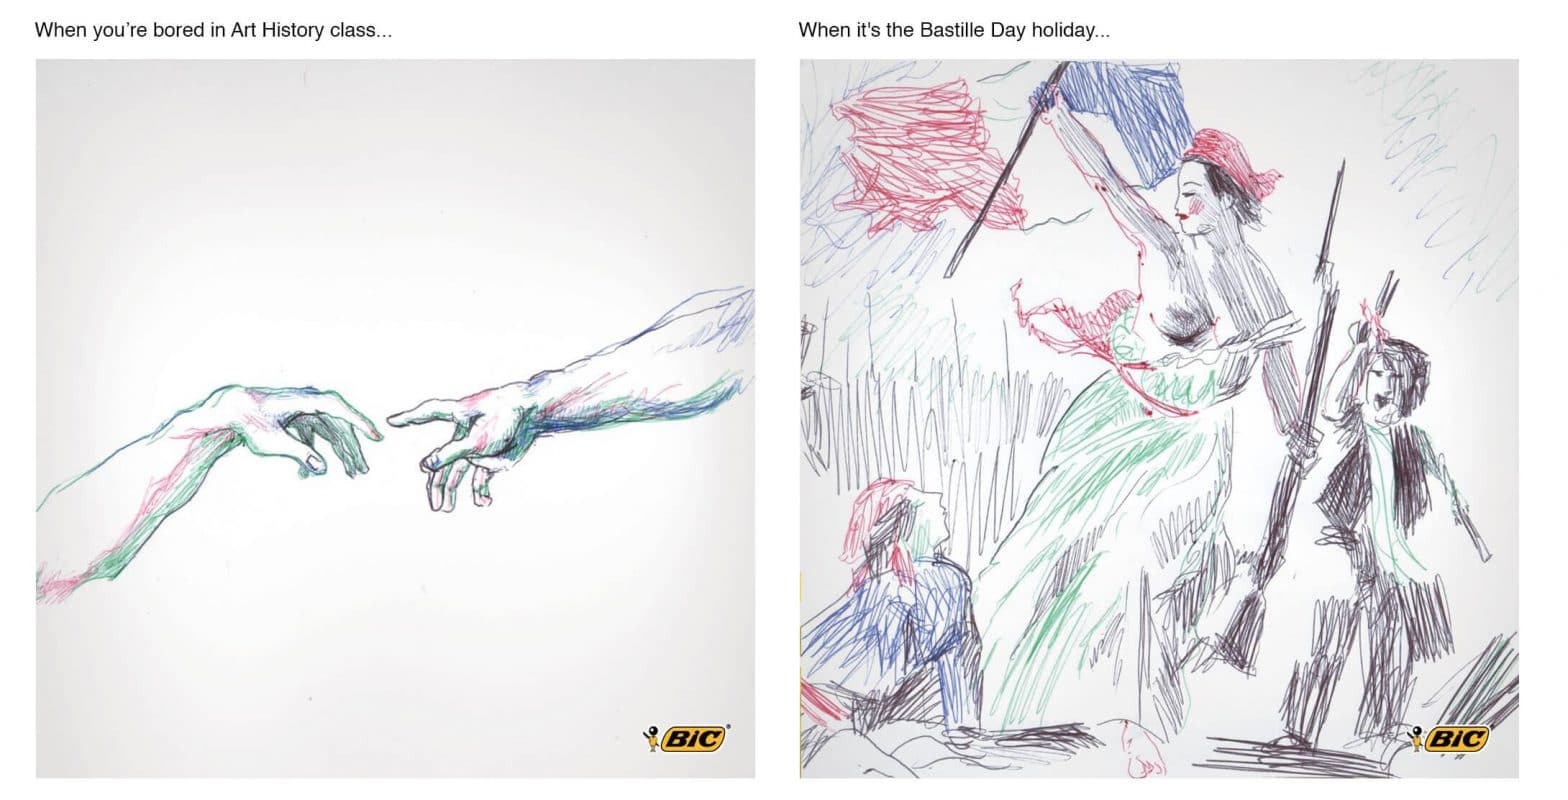 When you’re bored in Art History class...
When it's the Bastille Day holiday...
BiC®
BiC